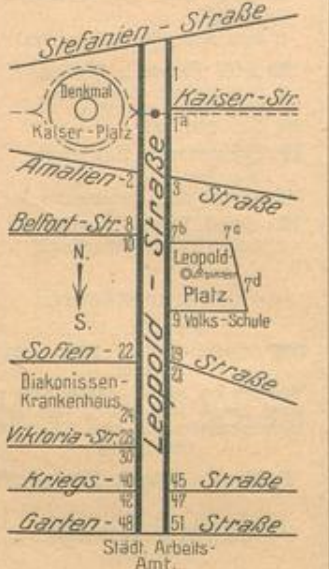 Stefanien - Straße
1
Denkmal
Kaiser-Platz
Kaiser-Str.
1a
Amalien - 2
3 Straße
Belfort-Str. 8
10
7b
7c
Leopold-
Platz.
7d
N.
S.
9 Volks-Schule
Leopold - Straße
Sofien - 22
19 Straße
21
Diakonissen-
Krankenhaus
24
Viktoria-Str. 28
30
Kriegs - 40
45 Straße
42
47
Garten - 48
51 Straße
Städt. Arbeits-
Amt.